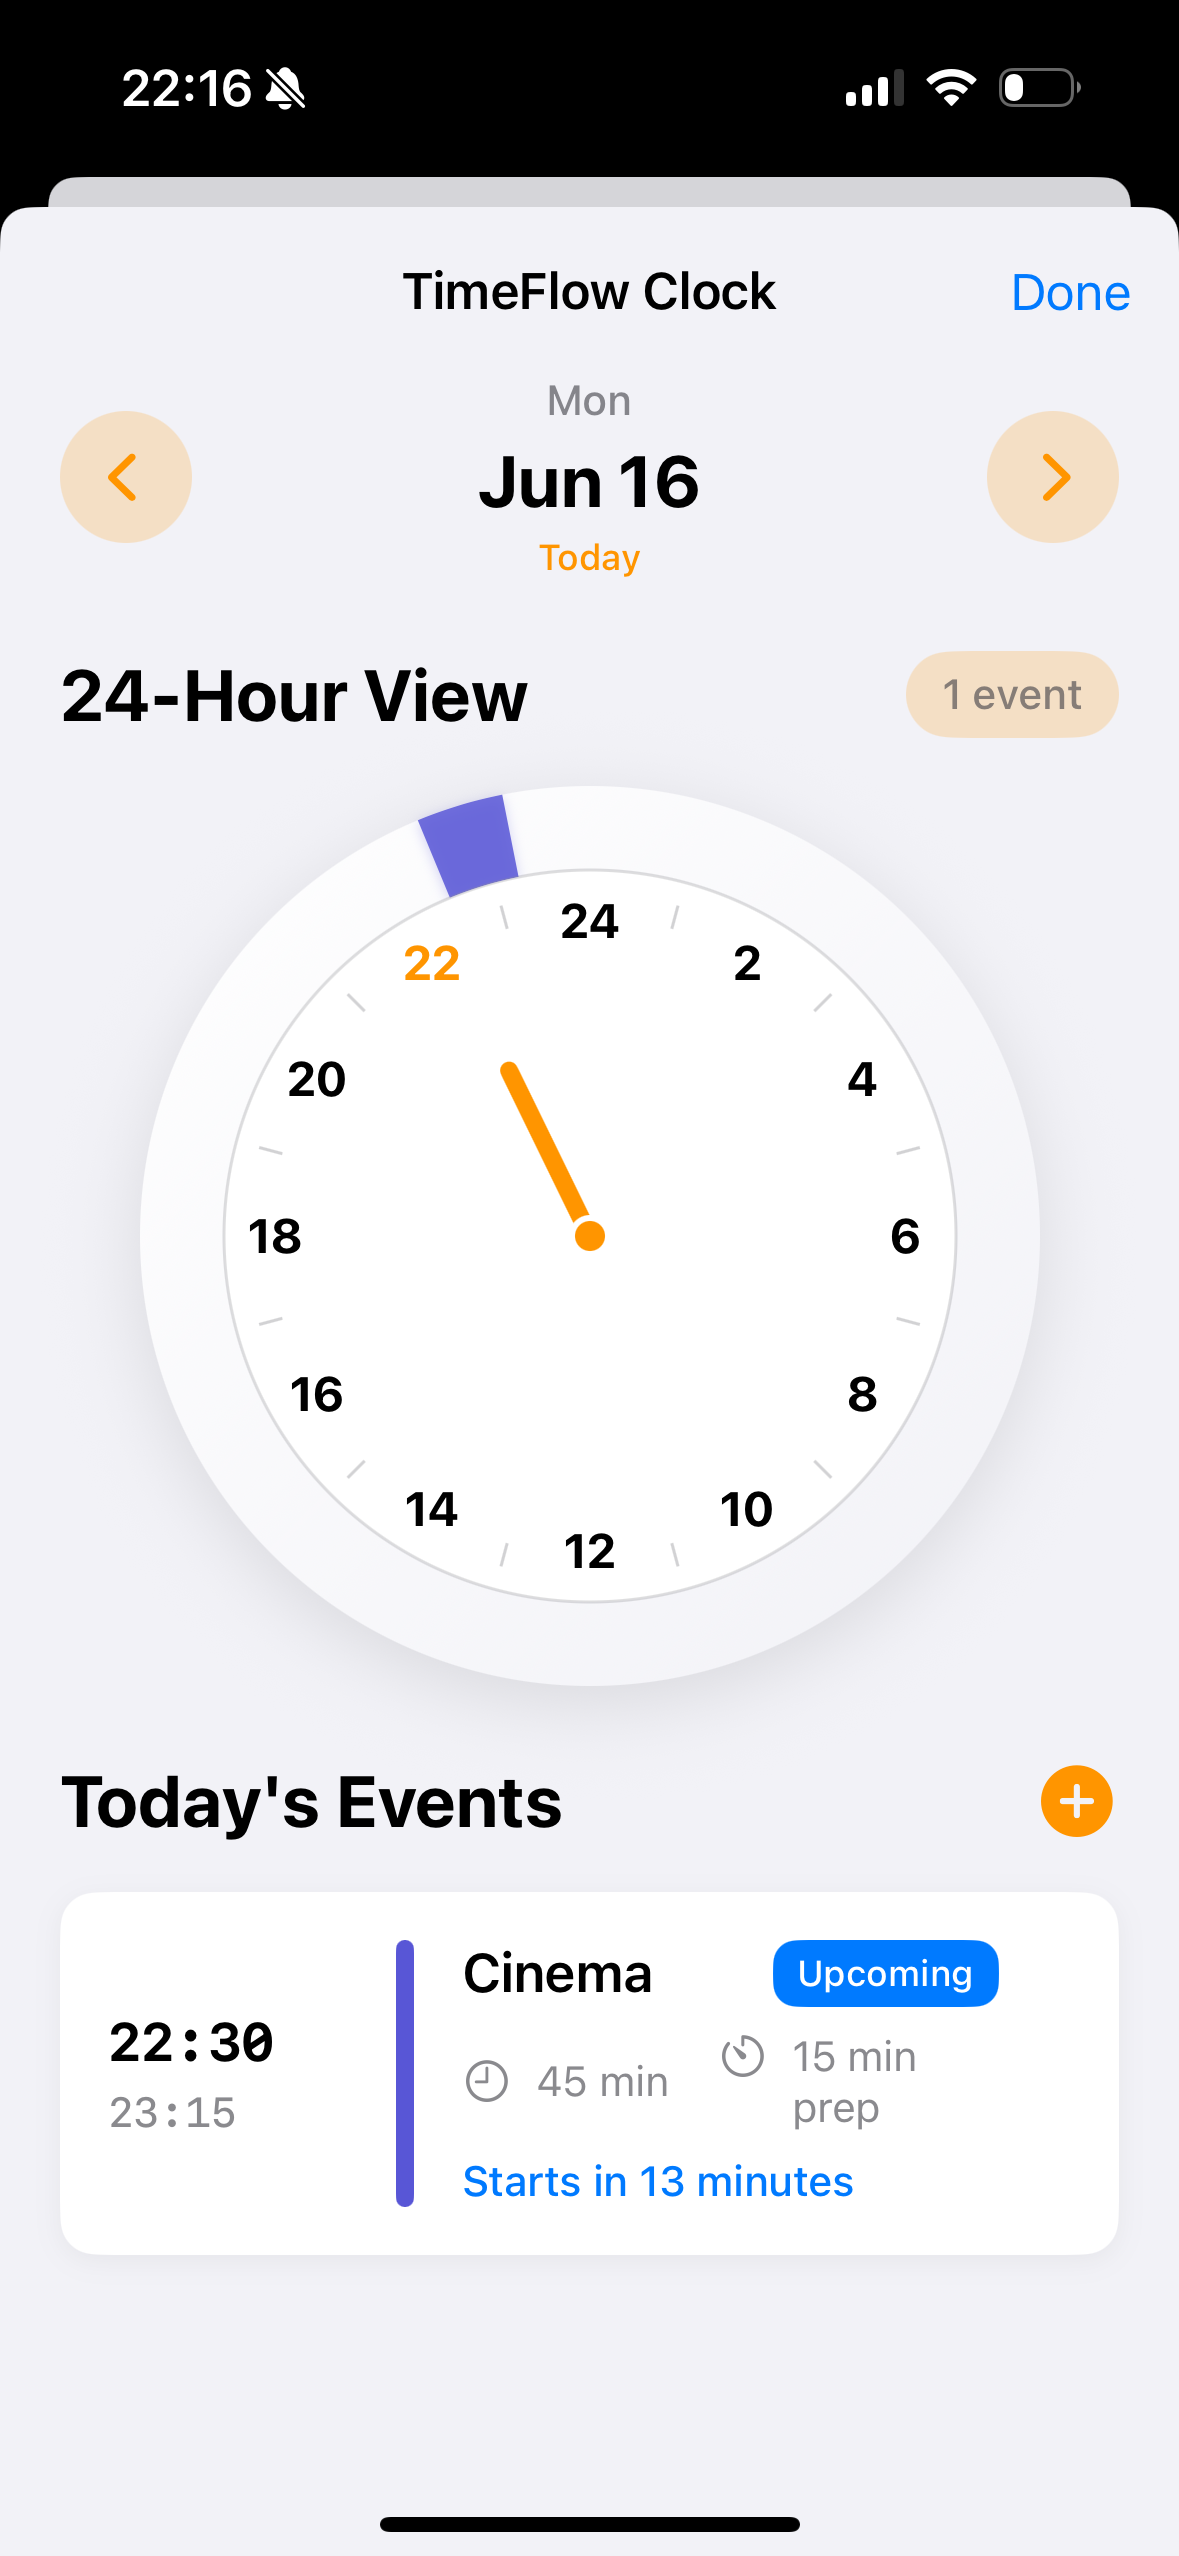 22:16
TimeFlow Clock
Done
Mon
Jun 16
Today
24-Hour View
1 event
24
2
4
6
8
10
12
14
16
18
20
22
Today's Events
22:30
23:15
Cinema
Upcoming
45 min
15 min
prep
Starts in 13 minutes